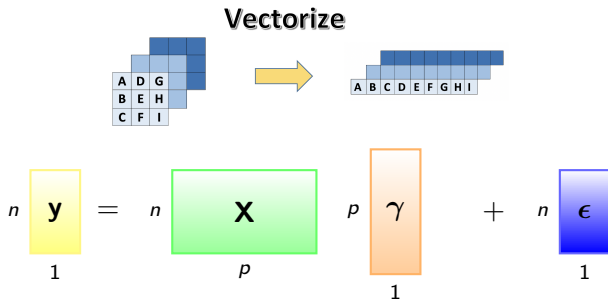 Vectorize
A D G
B E H
C F I
A B C D E F G H I
n y = n X p γ + n ϵ
1 p 1 1